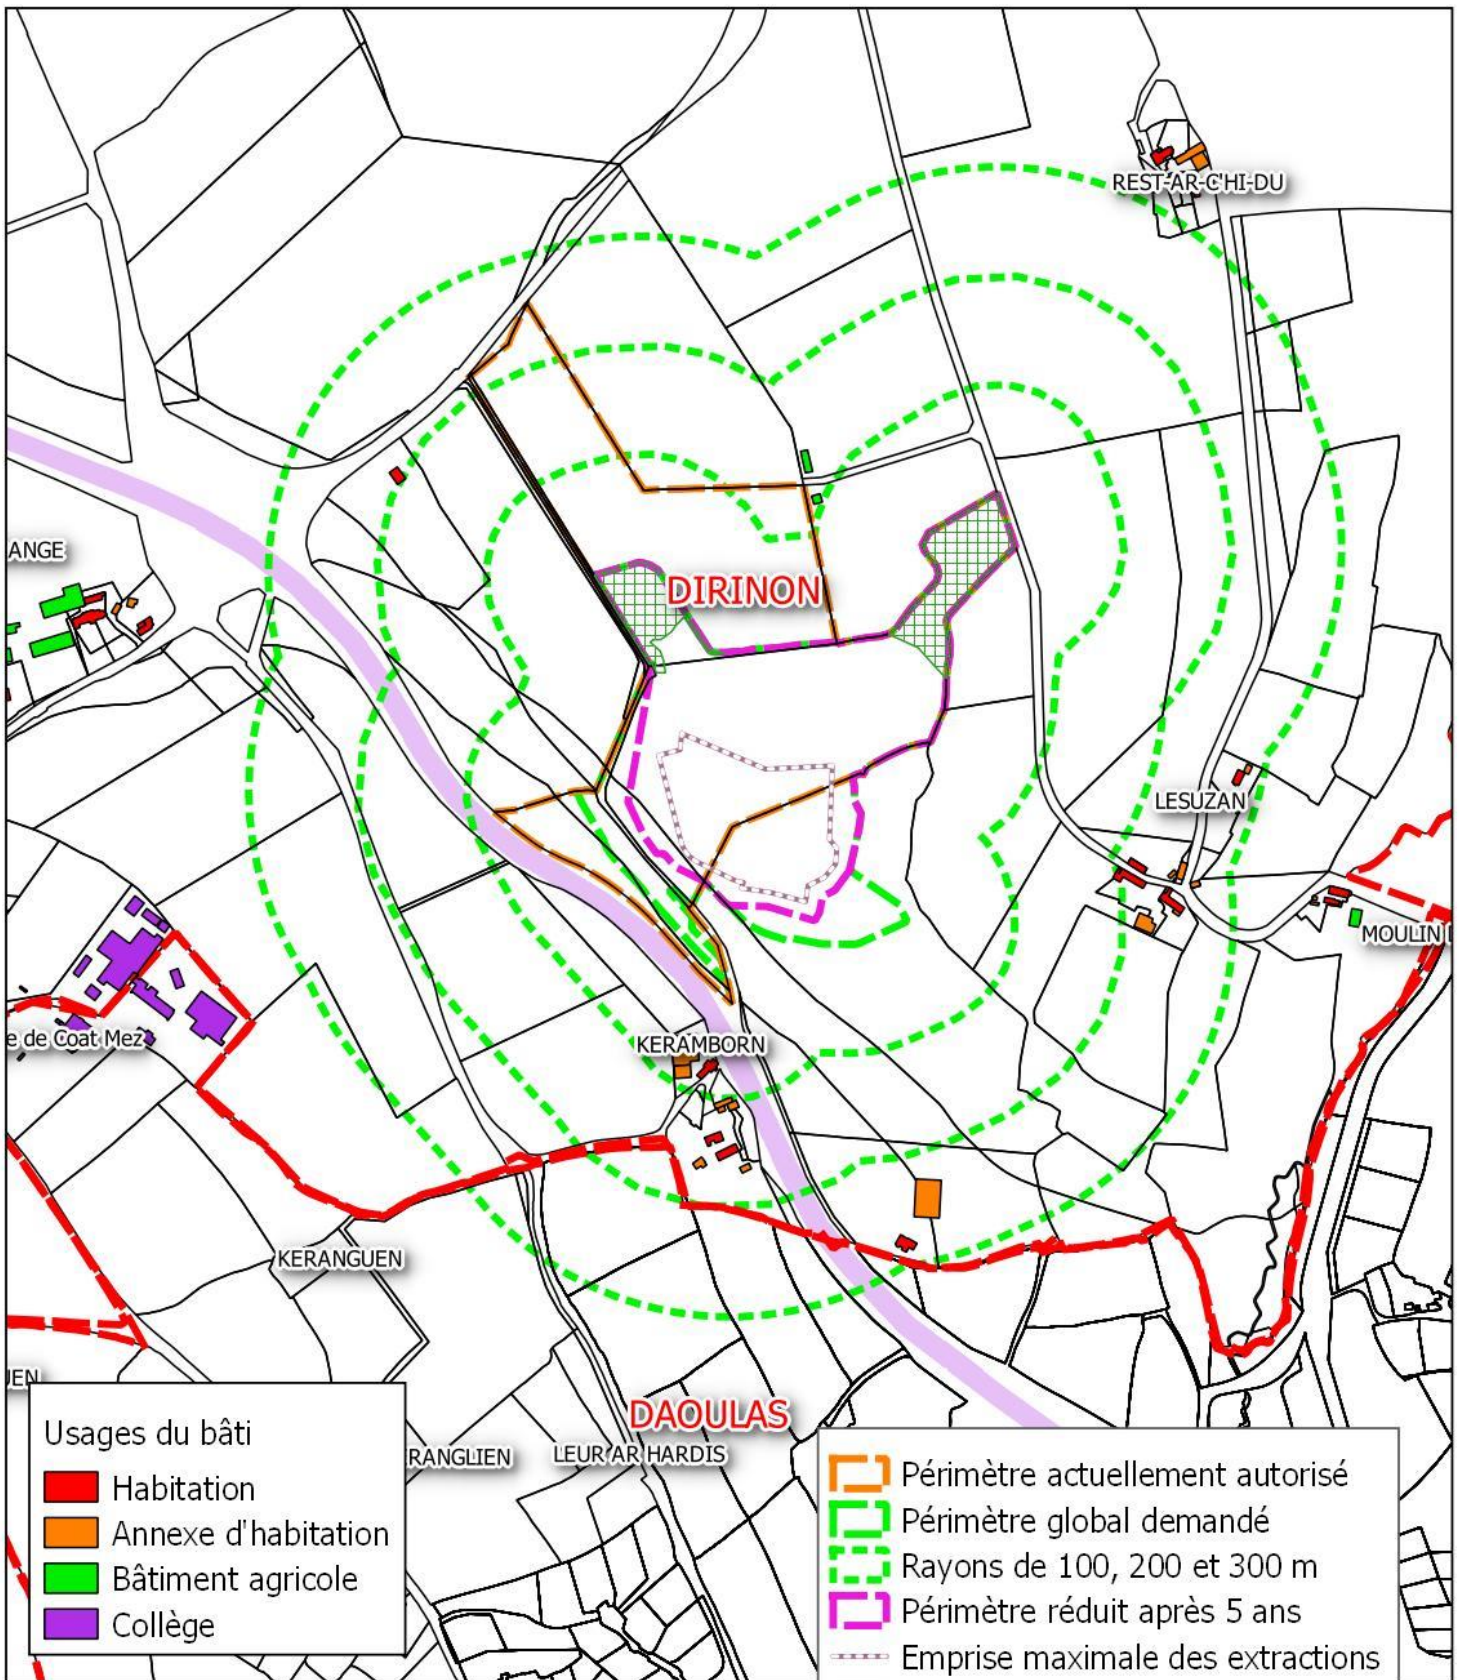 REST-AR-C'HI-DU
ANGE
DIRINON
LESUZAN
MOULIN
e de Coat Mez
KERAMBORN
KERANGUEN
UEN
DAOULAS
RANGLIEN
LEUR AR HARDIS
Usages du bâti
Habitation
Annexe d'habitation
Bâtiment agricole
Collège
Périmètre actuellement autorisé
Périmètre global demandé
Rayons de 100, 200 et 300 m
Périmètre réduit après 5 ans
Emprise maximale des extractions